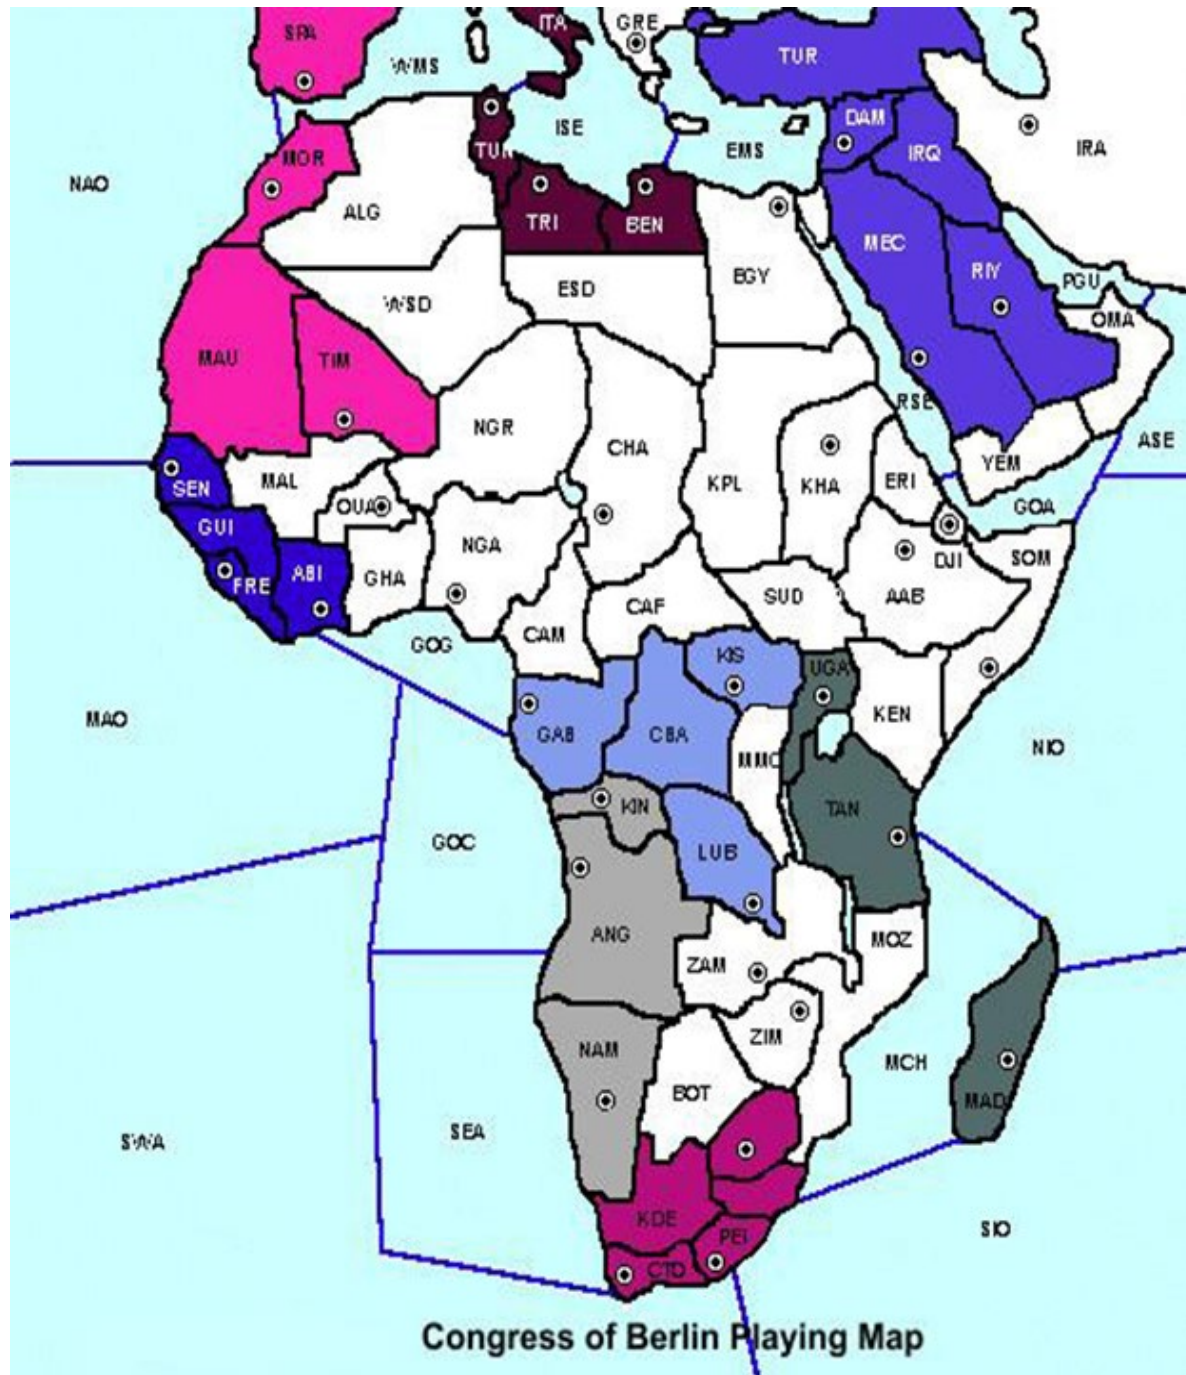 SPA
ITA
GRE
TUR
WMS
DAM
ISE
IRQ
IRA
EMS
TUN
MOR
NAO
ALG
TRI
BEN
MEC
RIY
EGY
PGU
ESD
WSD
OMA
MAU
TIM
RSE
NGR
CHA
ASE
YEM
MAL
KPL
KHA
ERI
SEN
OUA
GOA
GUI
NGA
SOM
DJI
ABI
FRE
GHA
SUD
AAB
CAF
CAM
GOG
KIS
UGA
KEN
MAO
GAB
CBA
NIO
MMO
KIN
TAN
GOC
LUB
ANG
MOZ
ZAM
ZIM
NAM
MCH
BOT
MAD
SEA
SWA
KDE
PEI
SIO
CTO
Congress of Berlin Playing Map